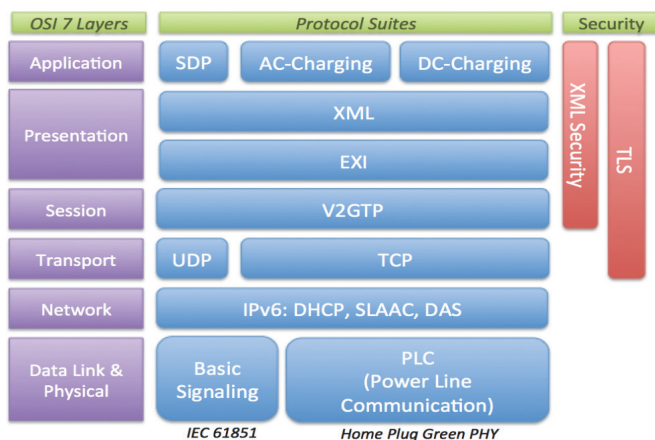 OSI 7 Layers
Protocol Suites
Security
Application
SDP
AC-Charging
DC-Charging
XML Security
TLS
Presentation
XML
EXI
Session
V2GTP
Transport
UDP
TCP
Network
IPv6: DHCP, SLAAC, DAS
Data Link &
Physical
Basic
Signaling
PLC
(Power Line
Communication)
IEC 61851
Home Plug Green PHY